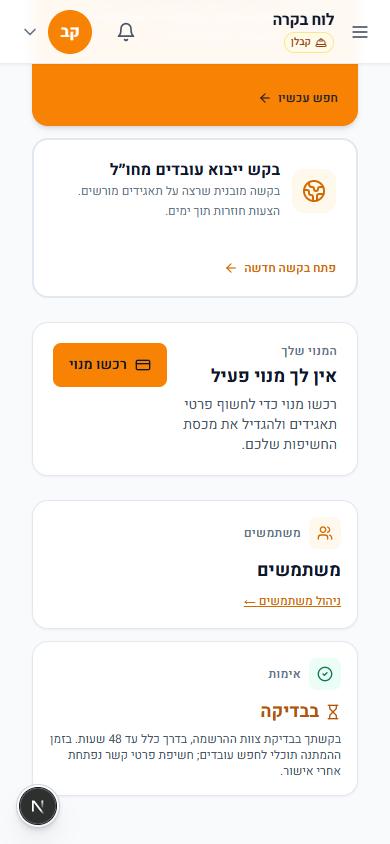 לוח בקרה
קבלן
קב
חפש עכשיו ←
בקש ייבוא עובדים מחו״ל
בקשה מובנית שרצה על תאגידים מורשים.
הצעות חוזרות תוך ימים.
פתח בקשה חדשה ←
המנוי שלך
אין לך מנוי פעיל
רכשו מנוי
רכשו מנוי כדי לחשוף פרטי
תאגידים ולהגדיל את מכסת
החשיפות שלכם.
משתמשים
משתמשים
ניהול משתמשים ←
אימות
בבדיקה
בקשתך בבדיקת צוות ההרשמה, בדרך כלל עד 48 שעות. בזמן
ההמתנה תוכלי לחפש עובדים; חשיפת פרטי קשר נפתחת
אחרי אישור.
N